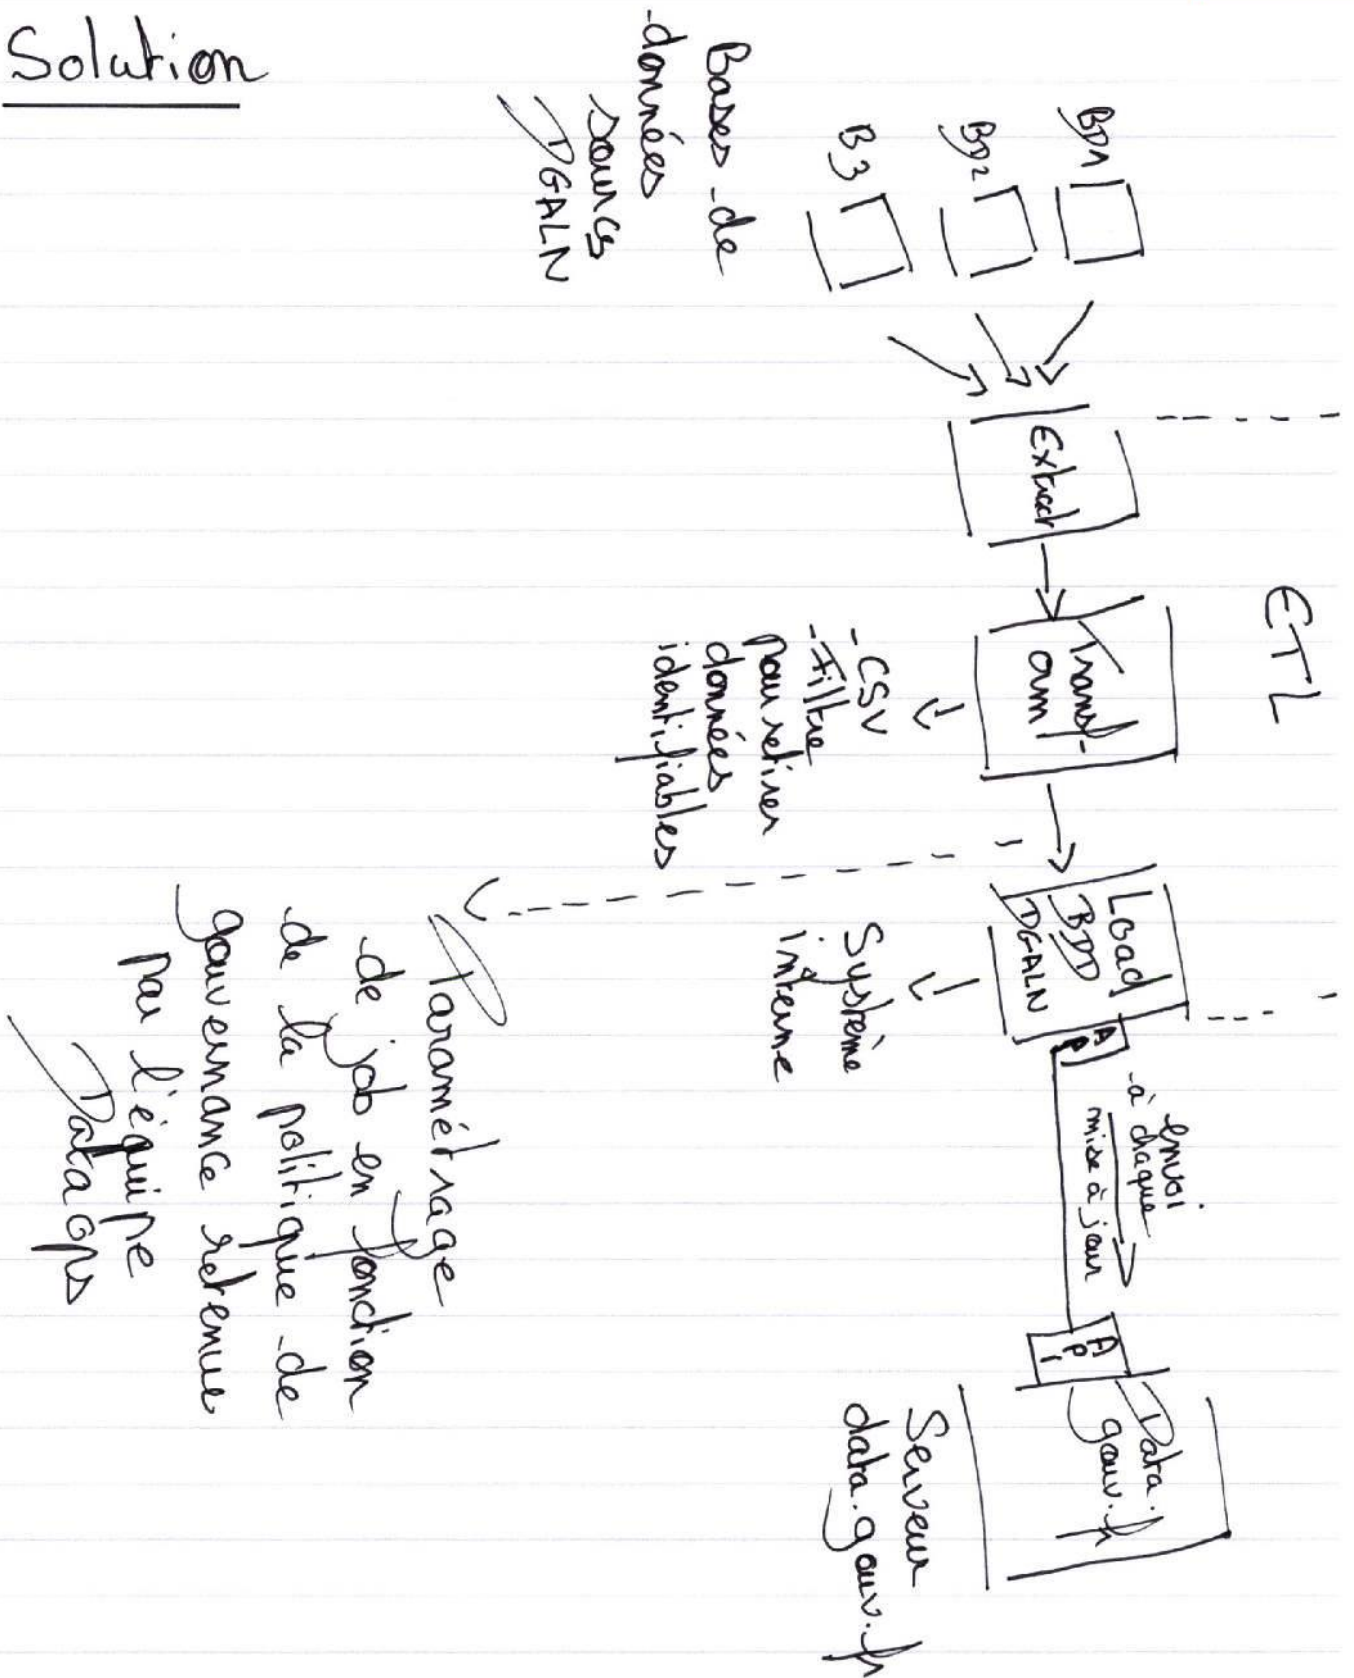 Solution
ETL
BD1
BD2
B3
Bases de
données
sources
DGALN
Extract
Transf-
orm
- CSV
- Filtre
pour retirer
données
identifiables
Load
BDD
DGALN
Système
interne
API
envoi
à chaque
mise à jour
API
Data.
gouv.fr
Serveur
data.gouv.fr
Paramétrage
de job en fonction
de la politique de
gouvernance retenue
par l'équipe
Data ops